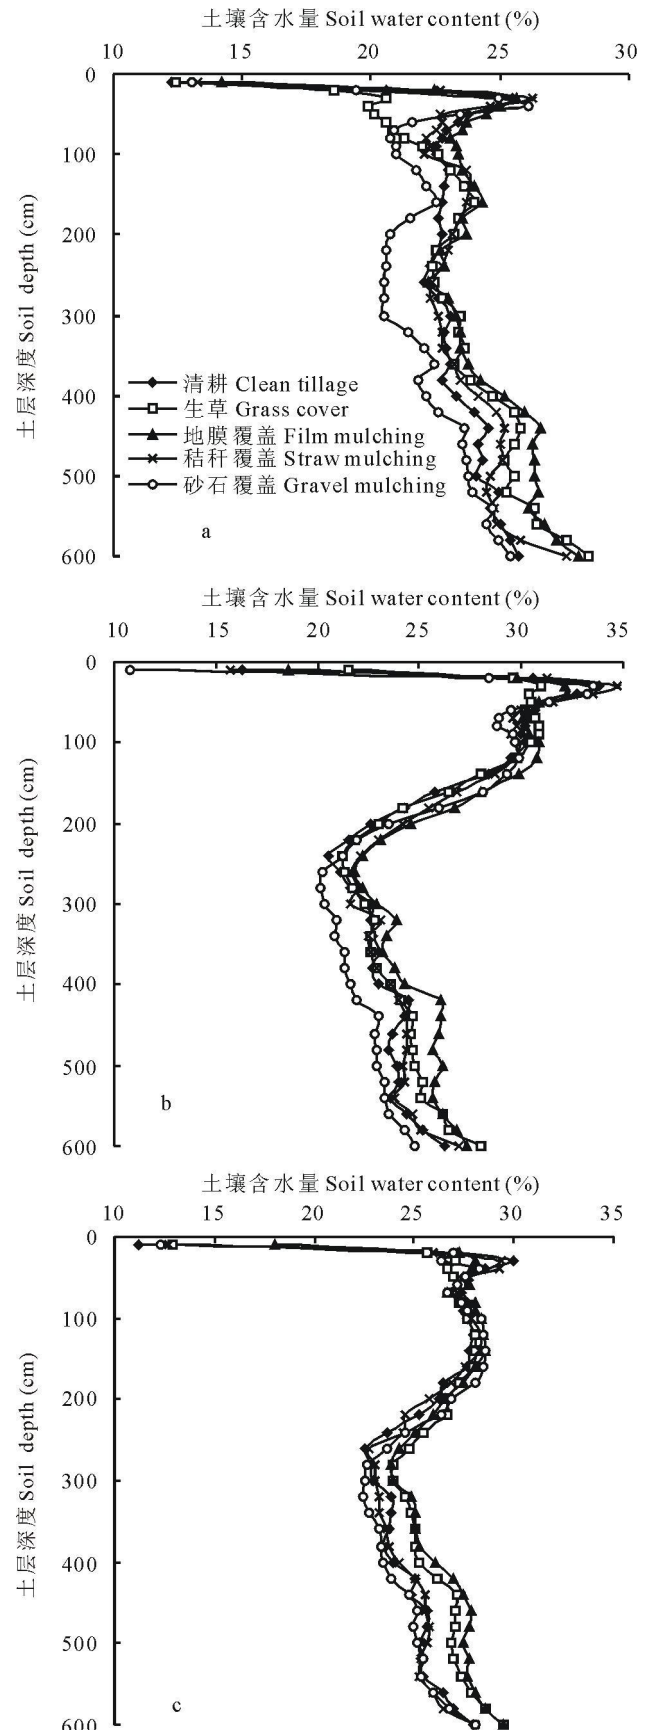 土壤含水量 Soil water content (%)
10 15 20 25 30
0
100
200
300
400
500
600
土层深度 Soil depth (cm)
清耕 Clean tillage
生草 Grass cover
地膜覆盖 Film mulching
秸秆覆盖 Straw mulching
砂石覆盖 Gravel mulching
a
土壤含水量 Soil water content (%)
10 15 20 25 30 35
0
100
200
300
400
500
600
土层深度 Soil depth (cm)
b
土壤含水量 Soil water content (%)
10 15 20 25 30 35
0
100
200
300
400
500
600
土层深度 Soil depth (cm)
c